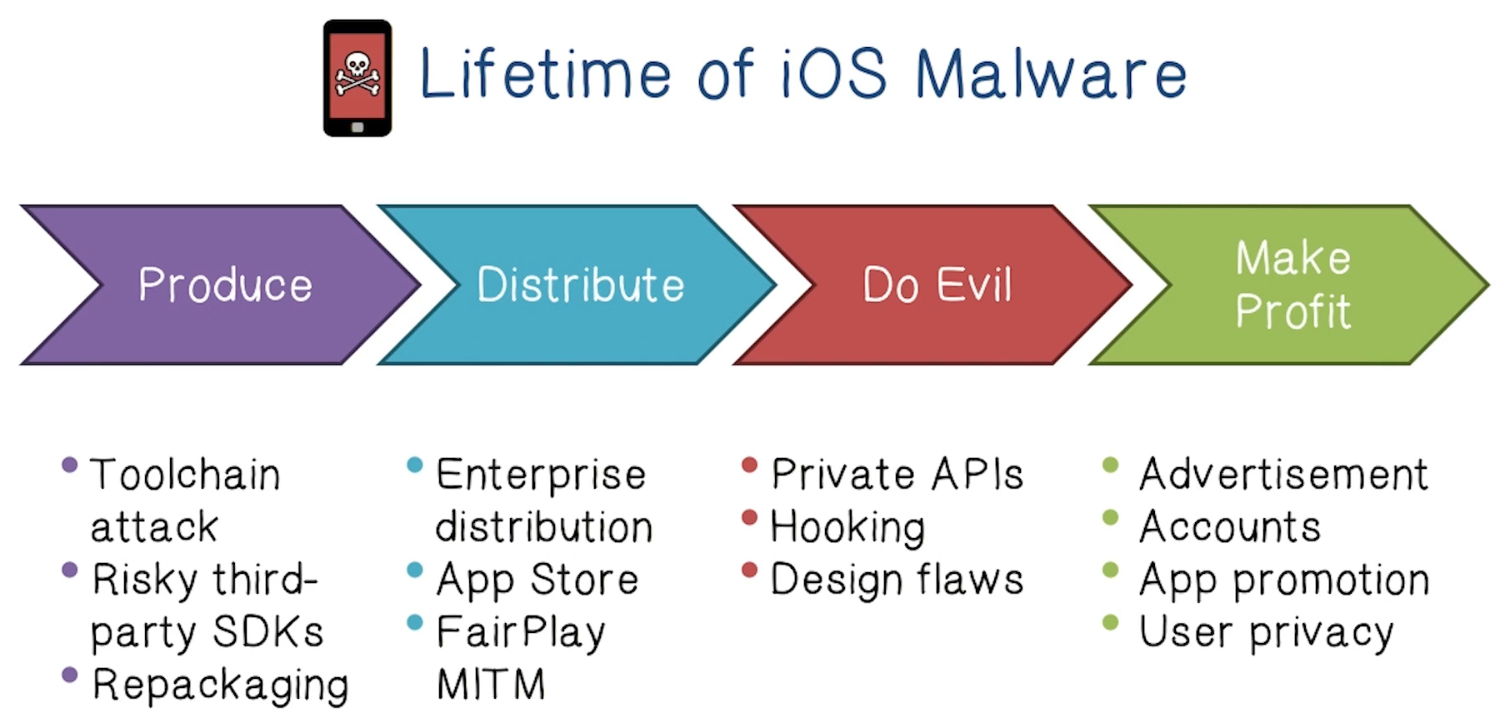 Lifetime of iOS Malware
Produce
Distribute
Do Evil
Make
Profit
• Toolchain
attack
• Risky third-
party SDKs
• Repackaging
• Enterprise
distribution
• App Store
• FairPlay
MITM
• Private APIs
• Hooking
• Design flaws
• Advertisement
• Accounts
• App promotion
• User privacy